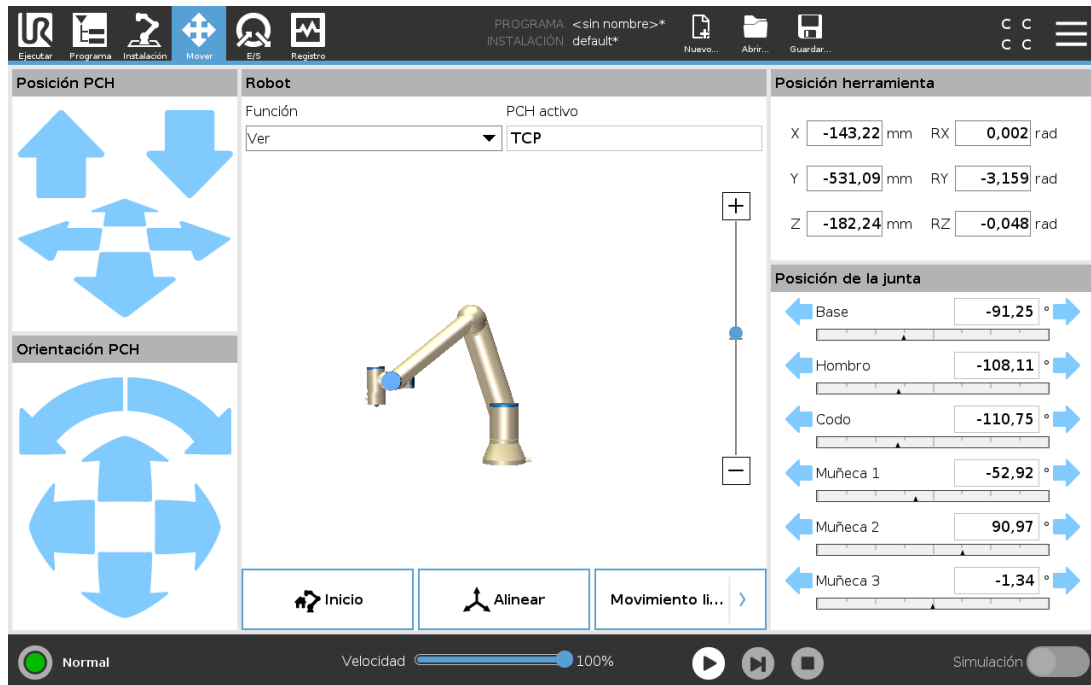 UR
Ejecutar
Programa
Instalación
Mover
E/S
Registro
PROGRAMA <sin nombre>*
INSTALACIÓN default*
Nuevo...
Abrir...
Guardar...
C C
C C
Posición PCH
Orientación PCH
Robot
Función
PCH activo
Ver
TCP
+
−
Inicio
Alinear
Movimiento li...
Posición herramienta
X -143,22 mm RX 0,002 rad
Y -531,09 mm RY -3,159 rad
Z -182,24 mm RZ -0,048 rad
Posición de la junta
Base -91,25 °
Hombro -108,11 °
Codo -110,75 °
Muñeca 1 -52,92 °
Muñeca 2 90,97 °
Muñeca 3 -1,34 °
Normal
Velocidad 100%
Simulación